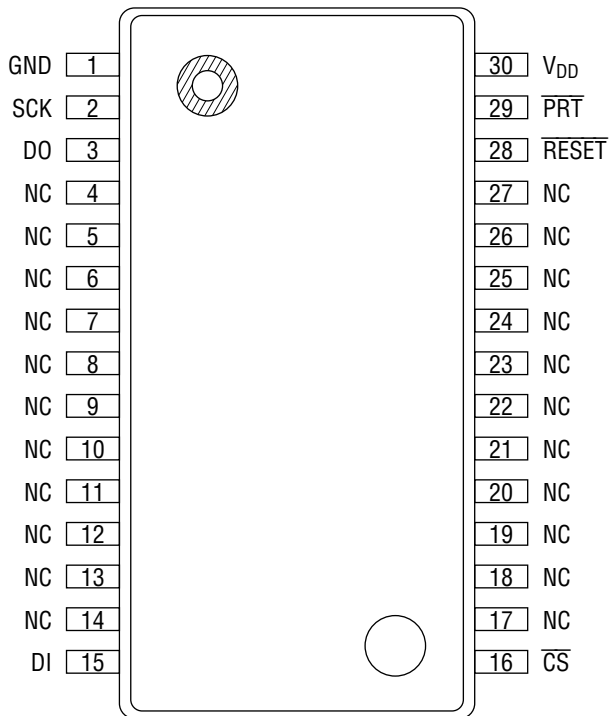 GND 1 30 VDD
SCK 2 29 P̅R̅T̅
DO 3 28 R̅E̅S̅E̅T̅
NC 4 27 NC
NC 5 26 NC
NC 6 25 NC
NC 7 24 NC
NC 8 23 NC
NC 9 22 NC
NC 10 21 NC
NC 11 20 NC
NC 12 19 NC
NC 13 18 NC
NC 14 17 NC
DI 15 16 C̅S̅